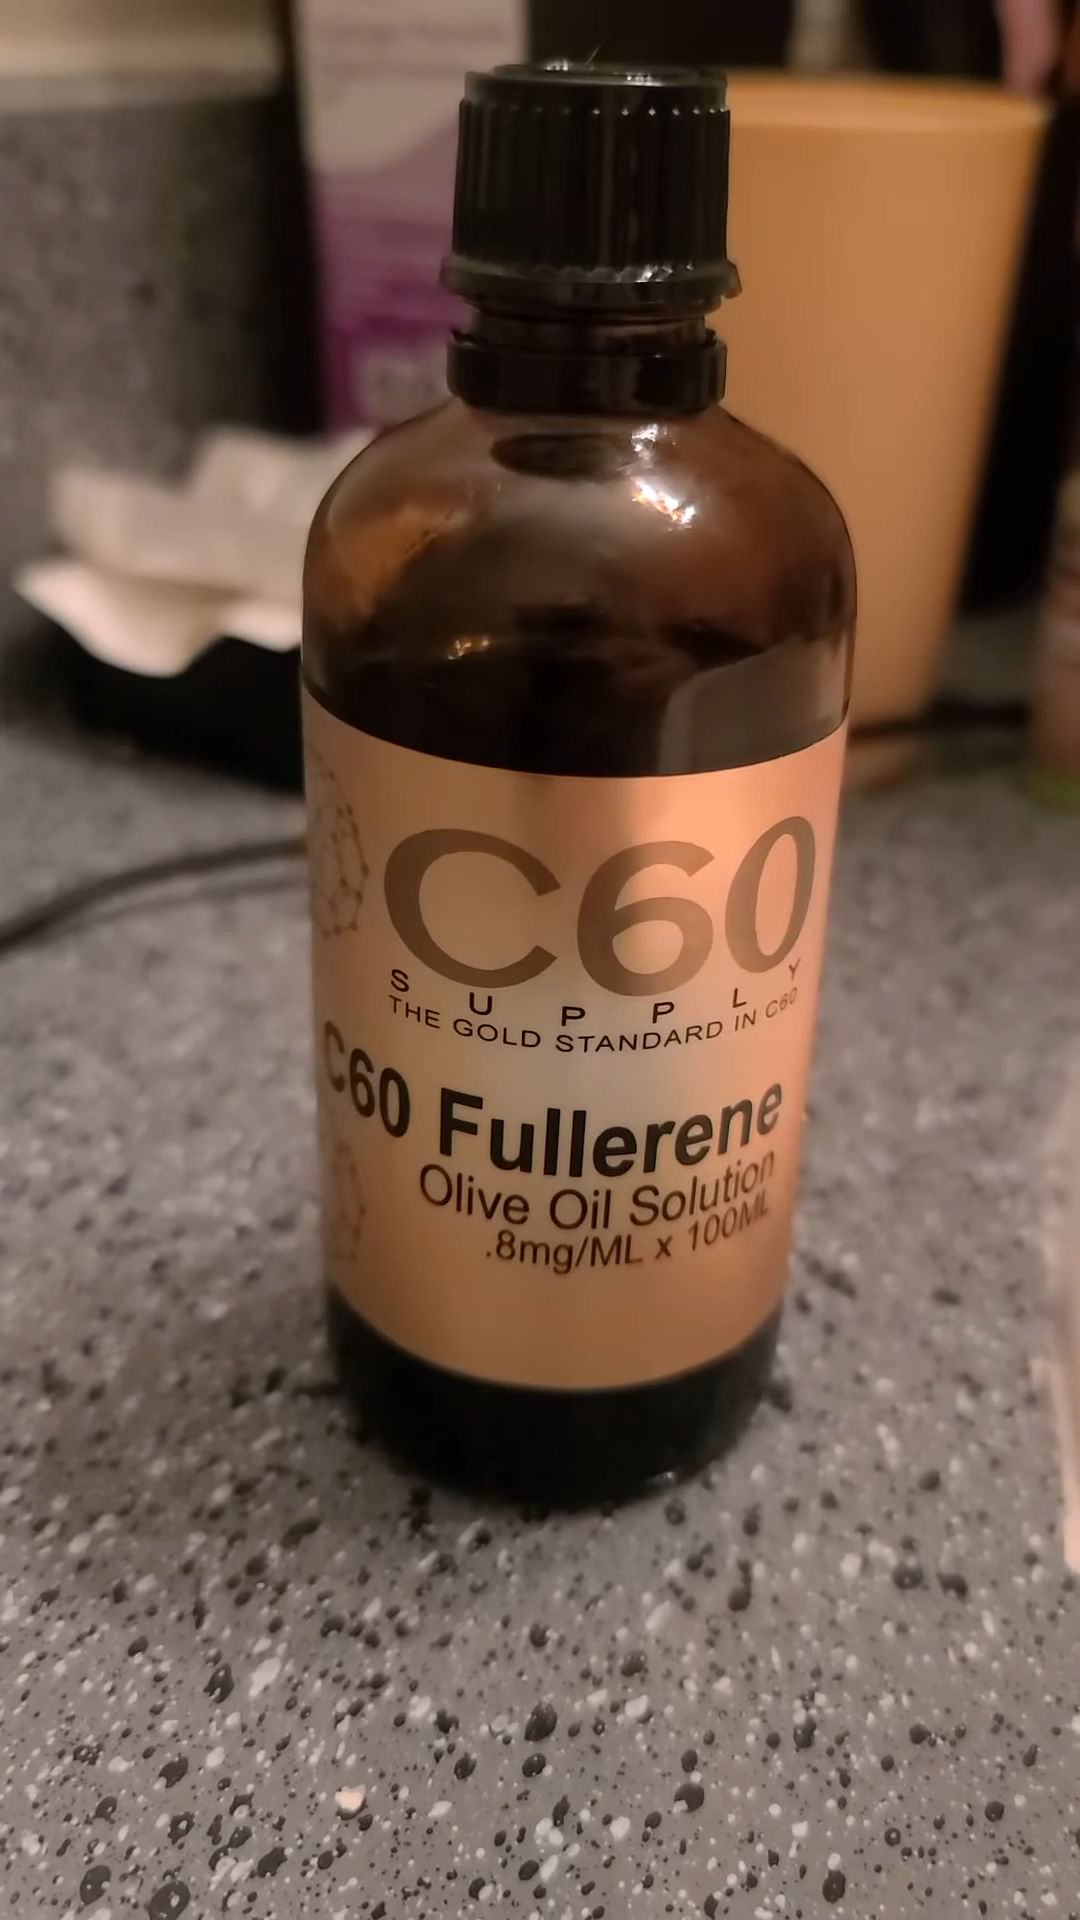 C60
SUPPLY
THE GOLD STANDARD IN C60
C60 Fullerene
Olive Oil Solution
.8mg/ML x 100ML